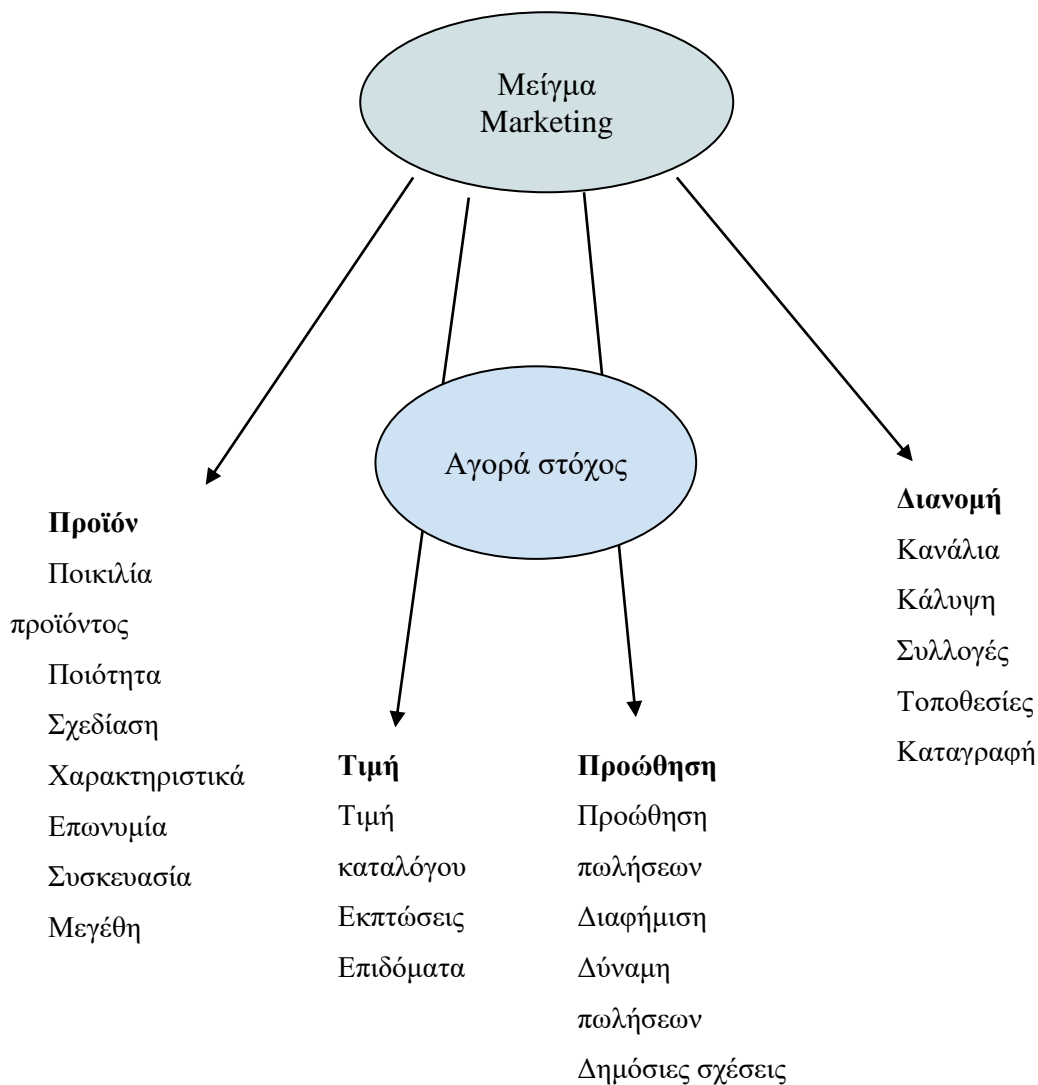 Μείγμα
Marketing
Αγορά στόχος
Προϊόν
Ποικιλία
προϊόντος
Ποιότητα
Σχεδίαση
Χαρακτηριστικά
Επωνυμία
Συσκευασία
Μεγέθη
Τιμή
Τιμή
καταλόγου
Εκπτώσεις
Επιδόματα
Προώθηση
Προώθηση
πωλήσεων
Διαφήμιση
Δύναμη
πωλήσεων
Δημόσιες σχέσεις
Διανομή
Κανάλια
Κάλυψη
Συλλογές
Τοποθεσίες
Καταγραφή